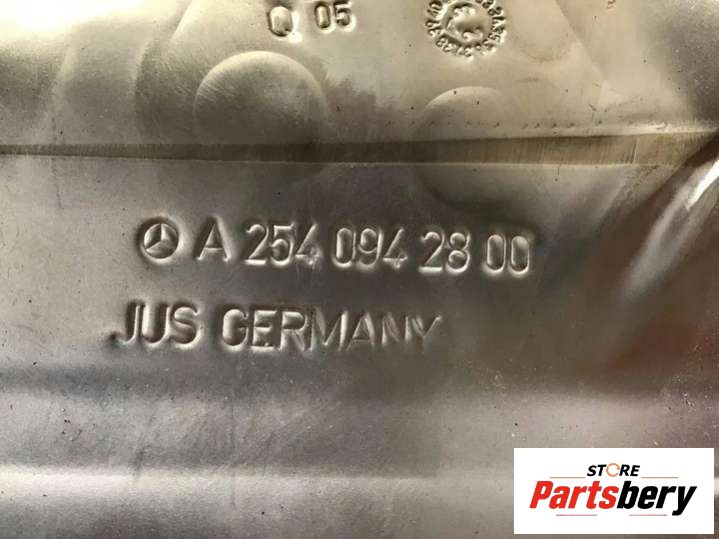 Q 05
A 254 094 28 00
JUS GERMANY
STORE
Partsbery